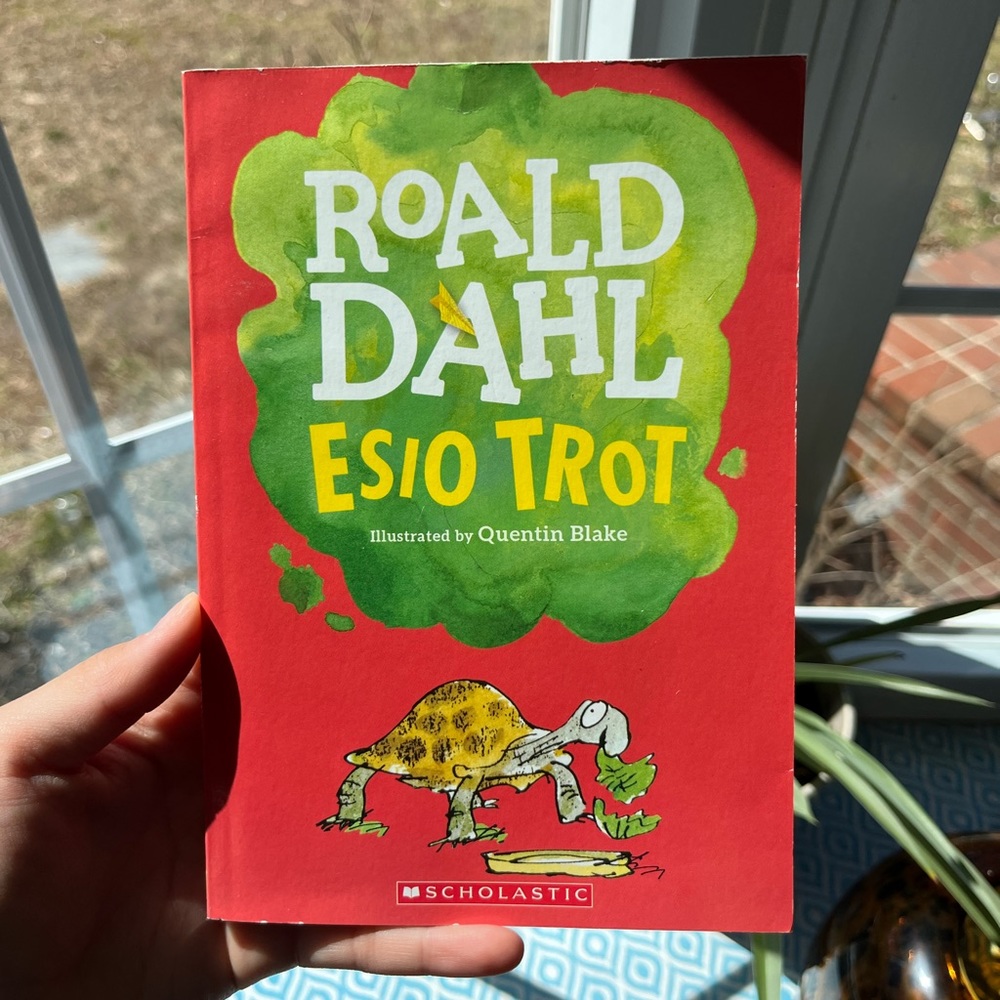 ROALD
DAHL
ESIO TROT
Illustrated by Quentin Blake
SCHOLASTIC